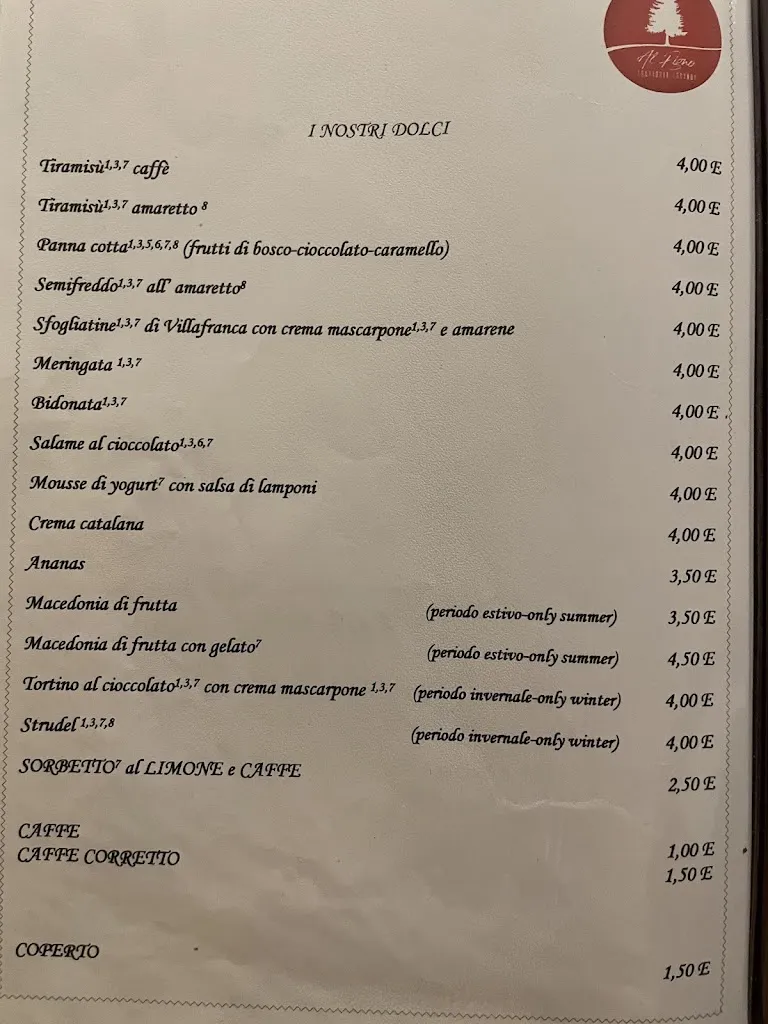 Al Pigno
I NOSTRI DOLCI
Tiramisù1,3,7 caffè 4,00 E
Tiramisù1,3,7 amaretto 8 4,00 E
Panna cotta1,3,5,6,7,8 (frutti di bosco-cioccolato-caramello) 4,00 E
Semifreddo1,3,7 all' amaretto8 4,00 E
Sfogliatine1,3,7 di Villafranca con crema mascarpone1,3,7 e amarene 4,00 E
Meringata 1,3,7 4,00 E
Bidonata1,3,7 4,00 E
Salame al cioccolato1,3,6,7 4,00 E
Mousse di yogurt7 con salsa di lamponi 4,00 E
Crema catalana 4,00 E
Ananas 3,50 E
Macedonia di frutta (periodo estivo-only summer) 3,50 E
Macedonia di frutta con gelato7 (periodo estivo-only summer) 4,50 E
Tortino al cioccolato1,3,7 con crema mascarpone 1,3,7 (periodo invernale-only winter) 4,00 E
Strudel 1,3,7,8 (periodo invernale-only winter) 4,00 E
SORBETTO7 al LIMONE e CAFFE 2,50 E
CAFFE 1,00 E
CAFFE CORRETTO 1,50 E
COPERTO 1,50 E